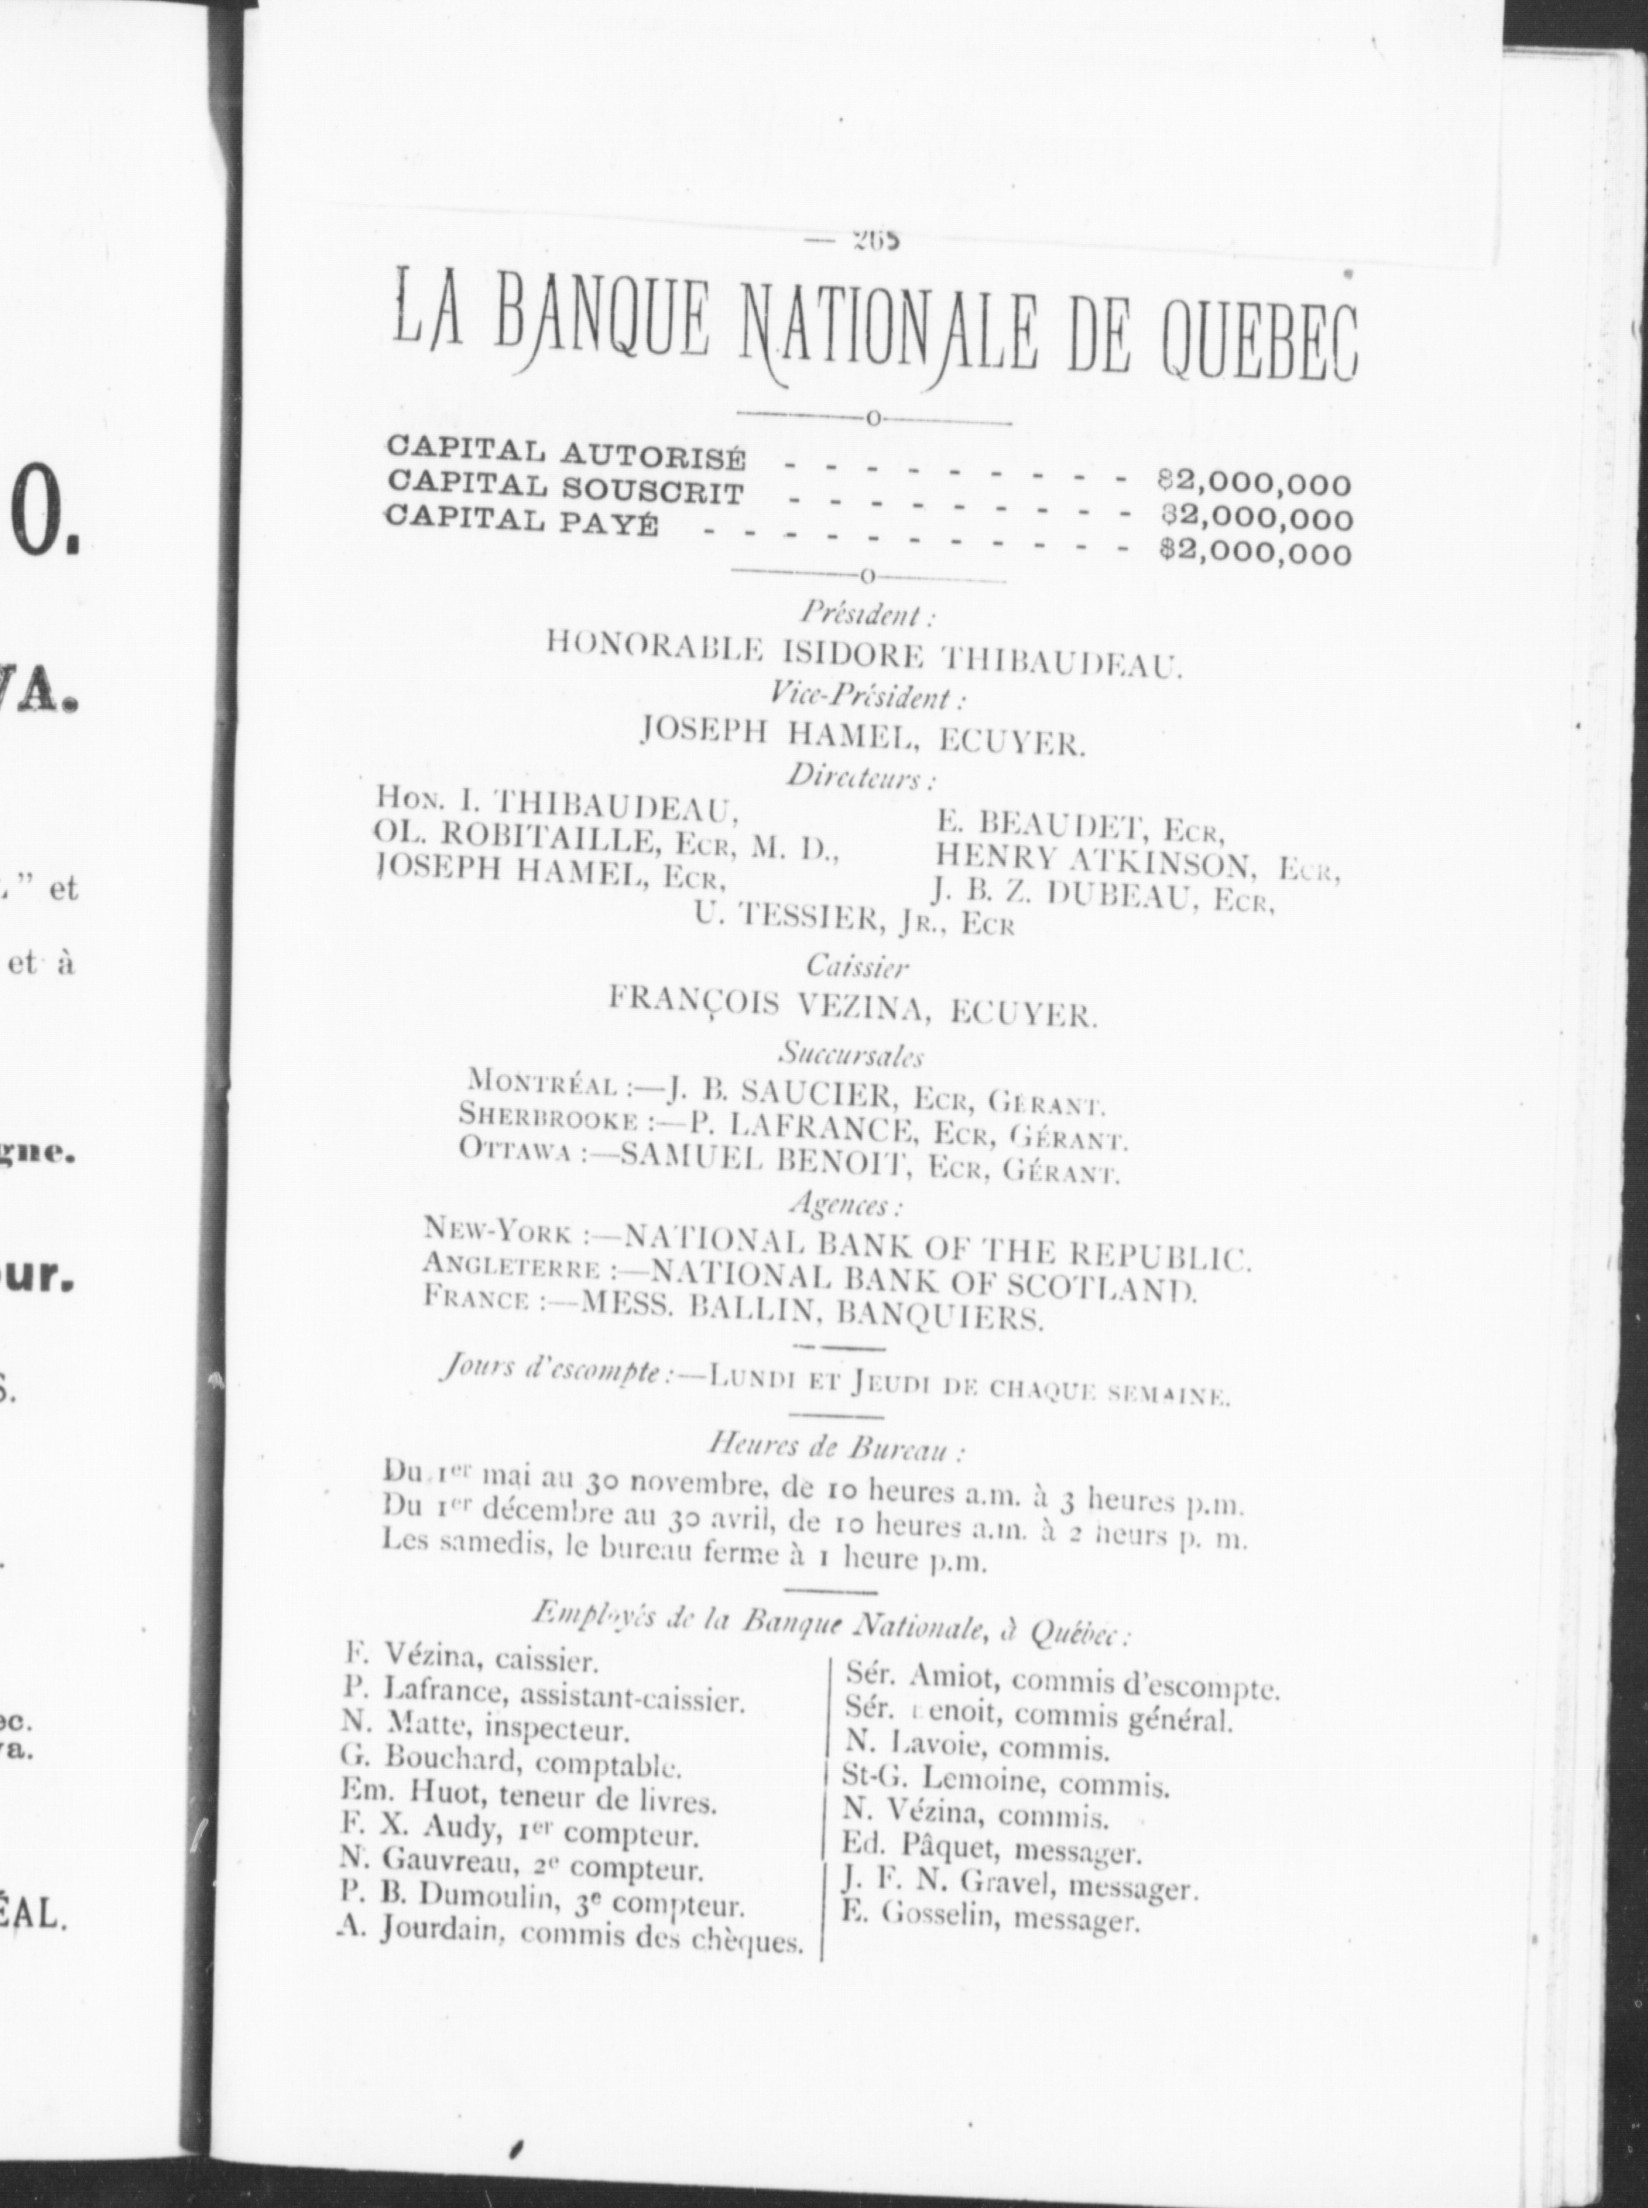 O.
VA.
" et
et à
gne.
our.
S.
ec.
va.
ÉAL.
— 265
LA BANQUE NATIONALE DE QUEBEC
CAPITAL AUTORISÉ - - - - - - - - - $2,000,000
CAPITAL SOUSCRIT - - - - - - - - - $2,000,000
CAPITAL PAYÉ - - - - - - - - - - - $2,000,000
Président :
HONORABLE ISIDORE THIBAUDEAU.
Vice-Président :
JOSEPH HAMEL, ECUYER.
Directeurs :
HON. I. THIBAUDEAU,
OL. ROBITAILLE, ECR, M. D.,
JOSEPH HAMEL, ECR,
E. BEAUDET, ECR,
HENRY ATKINSON, ECR,
J. B. Z. DUBEAU, ECR,
U. TESSIER, JR., ECR
Caissier
FRANÇOIS VEZINA, ECUYER.
Succursales
MONTRÉAL :—J. B. SAUCIER, ECR, GÉRANT.
SHERBROOKE :—P. LAFRANCE, ECR, GÉRANT.
OTTAWA :—SAMUEL BENOIT, ECR, GÉRANT.
Agences :
NEW-YORK :—NATIONAL BANK OF THE REPUBLIC.
ANGLETERRE :—NATIONAL BANK OF SCOTLAND.
FRANCE :—MESS. BALLIN, BANQUIERS.
Jours d'escompte :—LUNDI ET JEUDI DE CHAQUE SEMAINE.
Heures de Bureau :
Du 1er mai au 30 novembre, de 10 heures a.m. à 3 heures p.m.
Du 1er décembre au 30 avril, de 10 heures a.m. à 2 heurs p. m.
Les samedis, le bureau ferme à 1 heure p.m.
Employés de la Banque Nationale, à Québec :
F. Vézina, caissier.
P. Lafrance, assistant-caissier.
N. Matte, inspecteur.
G. Bouchard, comptable.
Em. Huot, teneur de livres.
F. X. Audy, 1er compteur.
N. Gauvreau, 2e compteur.
P. B. Dumoulin, 3e compteur.
A. Jourdain, commis des chèques.
Sér. Amiot, commis d'escompte.
Sér. enoit, commis général.
N. Lavoie, commis.
St-G. Lemoine, commis.
N. Vézina, commis.
Ed. Pâquet, messager.
J. F. N. Gravel, messager.
E. Gosselin, messager.